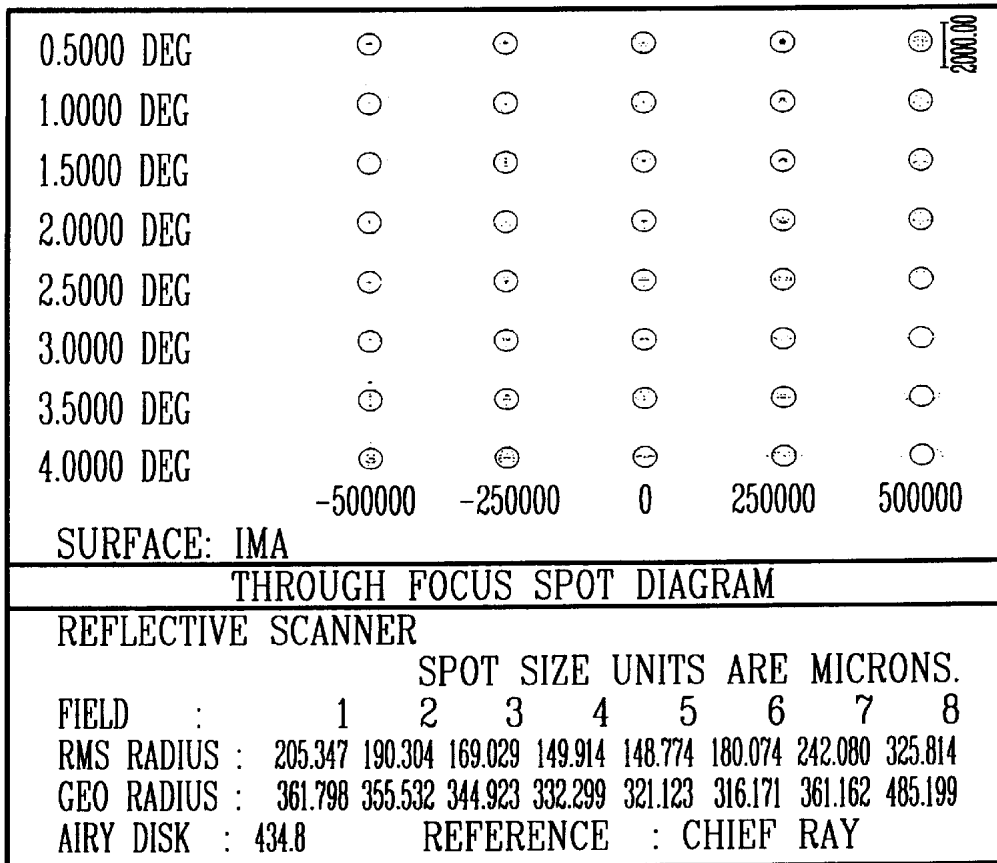 0.5000 DEG
2000.00
1.0000 DEG
1.5000 DEG
2.0000 DEG
2.5000 DEG
3.0000 DEG
3.5000 DEG
4.0000 DEG
-500000 -250000 0 250000 500000
SURFACE: IMA
THROUGH FOCUS SPOT DIAGRAM
REFLECTIVE SCANNER
SPOT SIZE UNITS ARE MICRONS.
FIELD : 1 2 3 4 5 6 7 8
RMS RADIUS : 205.347 190.304 169.029 149.914 148.774 180.074 242.080 325.814
GEO RADIUS : 361.798 355.532 344.923 332.299 321.123 316.171 361.162 485.199
AIRY DISK : 434.8 REFERENCE : CHIEF RAY